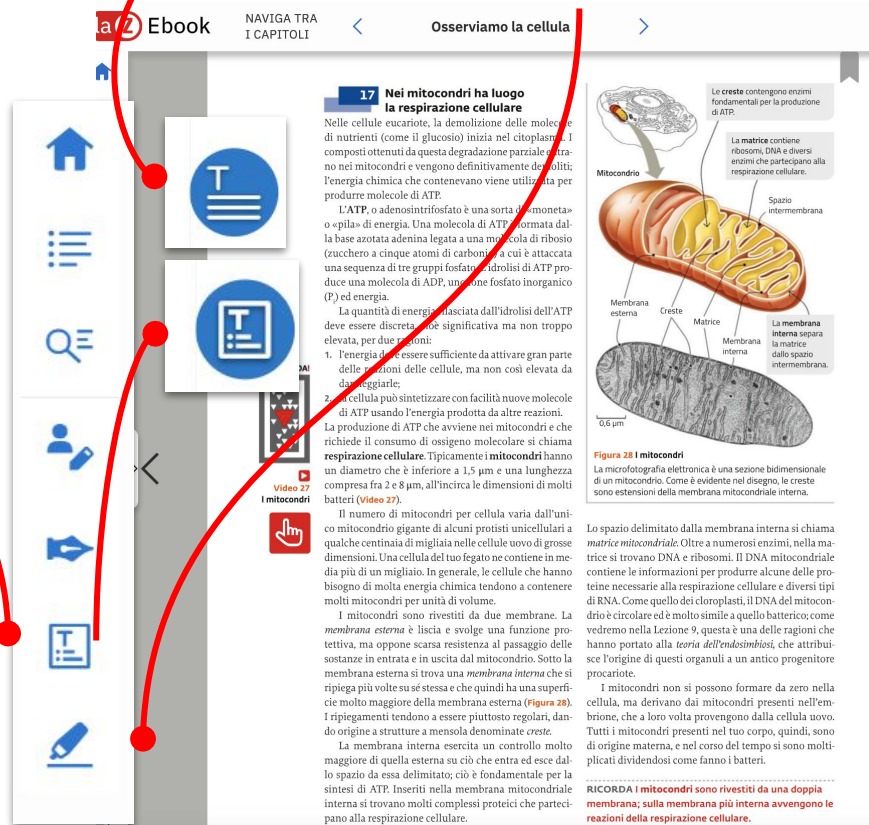 la Z Ebook
NAVIGA TRA
I CAPITOLI
Osserviamo la cellula
17 Nei mitocondri ha luogo
la respirazione cellulare
Nelle cellule eucariote, la demolizione delle molecole
di nutrienti (come il glucosio) inizia nel citoplasma. I
composti ottenuti da questa degradazione parziale entra-
no nei mitocondri e vengono definitivamente demoliti;
l'energia chimica che contenevano viene utilizzata per
produrre molecole di ATP.
L'ATP, o adenosintrifosfato è una sorta di «moneta»
o «pila» di energia. Una molecola di ATP è formata dal-
la base azotata adenina legata a una molecola di ribosio
(zucchero a cinque atomi di carbonio) a cui è attaccata
una sequenza di tre gruppi fosfato. L'idrolisi di ATP pro-
duce una molecola di ADP, uno ione fosfato inorganico
(Pi) ed energia.
La quantità di energia rilasciata dall'idrolisi dell'ATP
deve essere discreta, cioè significativa ma non troppo
elevata, per due ragioni:
1. l'energia deve essere sufficiente da attivare gran parte
delle reazioni delle cellule, ma non così elevata da
danneggiarle;
2. la cellula può sintetizzare con facilità nuove molecole
di ATP usando l'energia prodotta da altre reazioni.
La produzione di ATP che avviene nei mitocondri e che
richiede il consumo di ossigeno molecolare si chiama
respirazione cellulare. Tipicamente i mitocondri hanno
un diametro che è inferiore a 1,5 µm e una lunghezza
compresa fra 2 e 8 µm, all'incirca le dimensioni di molti
batteri (Video 27).
Il numero di mitocondri per cellula varia dall'uni-
co mitocondrio gigante di alcuni protisti unicellulari a
qualche centinaia di migliaia nelle cellule uovo di grosse
dimensioni. Una cellula del tuo fegato ne contiene in me-
dia più di un migliaio. In generale, le cellule che hanno
bisogno di molta energia chimica tendono a contenere
molti mitocondri per unità di volume.
I mitocondri sono rivestiti da due membrane. La
membrana esterna è liscia e svolge una funzione pro-
tettiva, ma oppone scarsa resistenza al passaggio delle
sostanze in entrata e in uscita dal mitocondrio. Sotto la
membrana esterna si trova una membrana interna che si
ripiega più volte su sé stessa e che quindi ha una superfi-
cie molto maggiore della membrana esterna (Figura 28).
I ripiegamenti tendono a essere piuttosto regolari, dan-
do origine a strutture a mensola denominate creste.
La membrana interna esercita un controllo molto
maggiore di quella esterna su ciò che entra ed esce dal-
lo spazio da essa delimitato; ciò è fondamentale per la
sintesi di ATP. Inseriti nella membrana mitocondriale
interna si trovano molti complessi proteici che parteci-
pano alla respirazione cellulare.
DA!
Video 27
I mitocondri
Le creste contengono enzimi
fondamentali per la produzione
di ATP.
La matrice contiene
ribosomi, DNA e diversi
enzimi che partecipano alla
respirazione cellulare.
Mitocondrio
Spazio
intermembrana
Membrana
esterna
Creste
Matrice
Membrana
interna
La membrana
interna separa
la matrice
dallo spazio
intermembrana.
0,6 µm
Figura 28 I mitocondri
La microfotografia elettronica è una sezione bidimensionale
di un mitocondrio. Come è evidente nel disegno, le creste
sono estensioni della membrana mitocondriale interna.
Lo spazio delimitato dalla membrana interna si chiama
matrice mitocondriale. Oltre a numerosi enzimi, nella ma-
trice si trovano DNA e ribosomi. Il DNA mitocondriale
contiene le informazioni per produrre alcune delle pro-
teine necessarie alla respirazione cellulare e diversi tipi
di RNA. Come quello dei cloroplasti, il DNA del mitocon-
drio è circolare ed è molto simile a quello batterico; come
vedremo nella Lezione 9, questa è una delle ragioni che
hanno portato alla teoria dell'endosimbiosi, che attribui-
sce l'origine di questi organuli a un antico progenitore
procariote.
I mitocondri non si possono formare da zero nella
cellula, ma derivano dai mitocondri presenti nell'em-
brione, che a loro volta provengono dalla cellula uovo.
Tutti i mitocondri presenti nel tuo corpo, quindi, sono
di origine materna, e nel corso del tempo si sono molti-
plicati dividendosi come fanno i batteri.
RICORDA I mitocondri sono rivestiti da una doppia
membrana; sulla membrana più interna avvengono le
reazioni della respirazione cellulare.